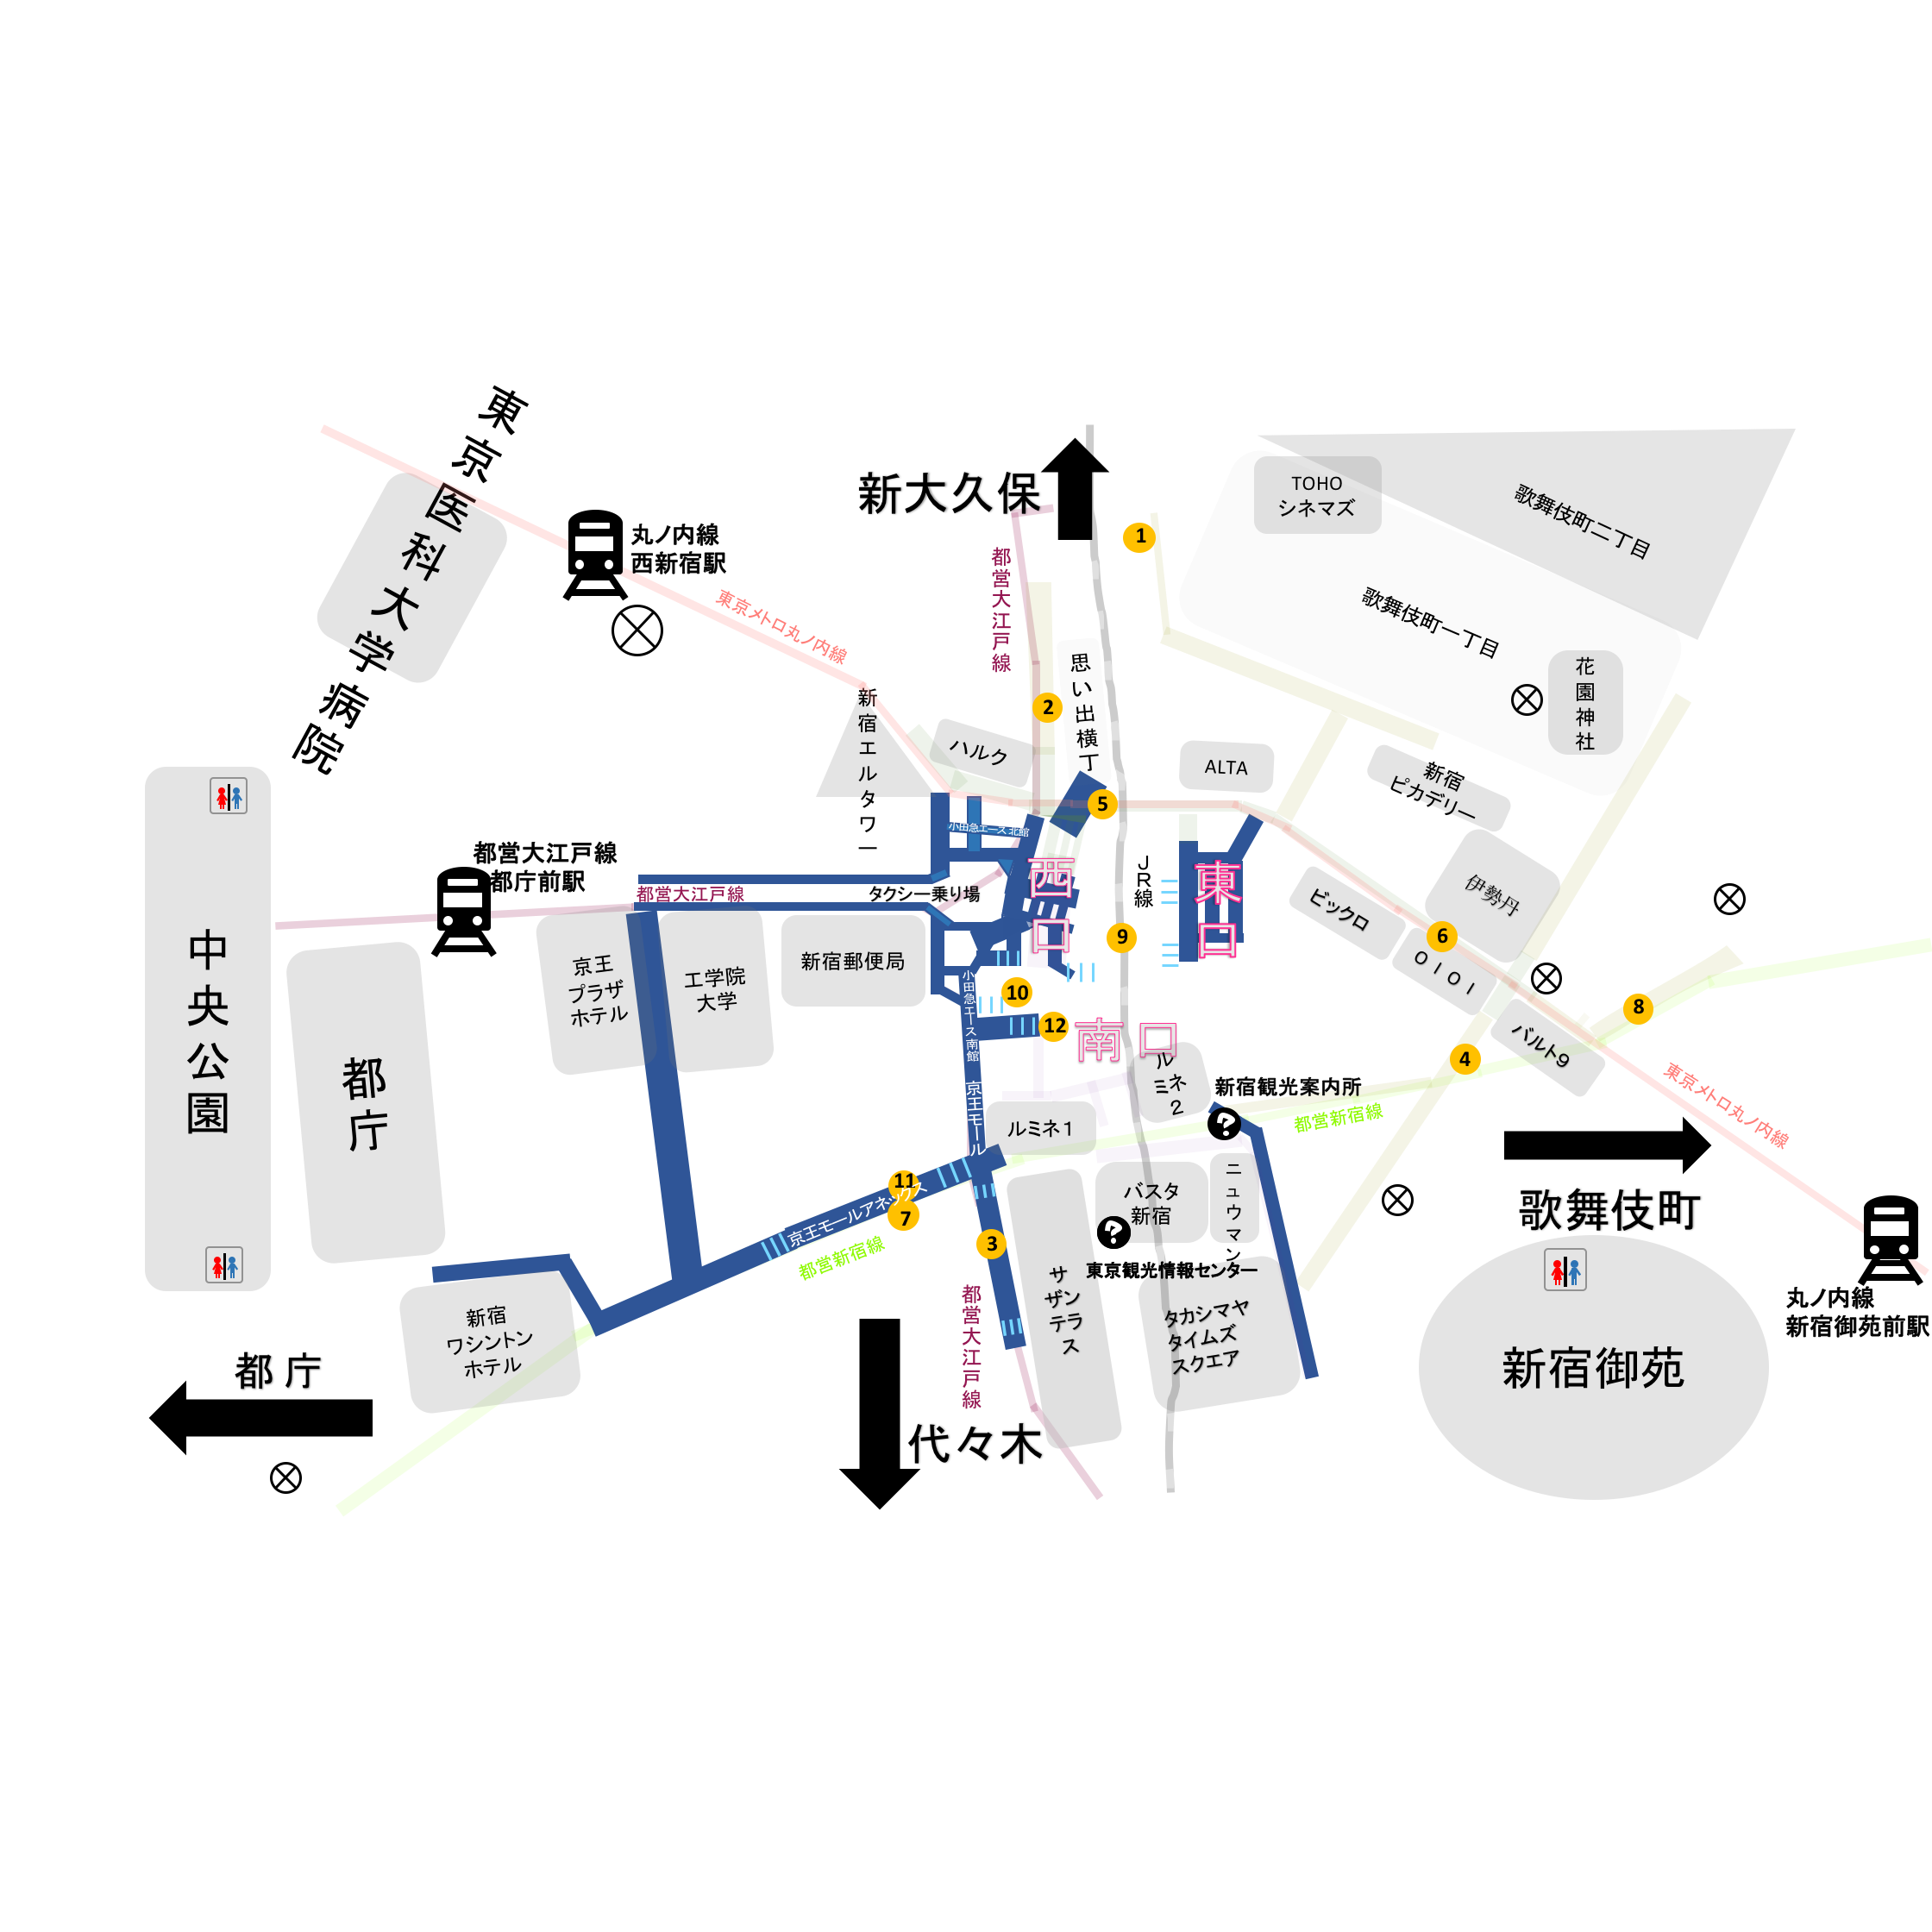 東京医科大学病院
新大久保
丸ノ内線
西新宿駅
東京メトロ丸ノ内線
都営大江戸線
1
TOHO
シネマズ
歌舞伎町二丁目
歌舞伎町一丁目
花園神社
思い出横丁
2
新宿エルタワー
ハルク
ALTA
新宿
ピカデリー
5
小田急エース 北館
都営大江戸線
都庁前駅
都営大江戸線
タクシー乗り場
西口
JR線
東口
ビックロ
伊勢丹
6
OIOI
9
中央公園
都庁
京王
プラザ
ホテル
工学院
大学
新宿郵便局
小田急エース 南館
10
12
南口
8
4
バルト9
ルミネ2
新宿観光案内所
都営新宿線
東京メトロ丸ノ内線
京王モール
ルミネ1
11
7
京王モールアネックス
都営新宿線
3
バスタ
新宿
ニュウマン
東京観光情報センター
サザンテラス
タカシマヤ
タイムズ
スクエア
歌舞伎町
新宿御苑
丸ノ内線
新宿御苑前駅
新宿
ワシントン
ホテル
都庁
都営大江戸線
代々木